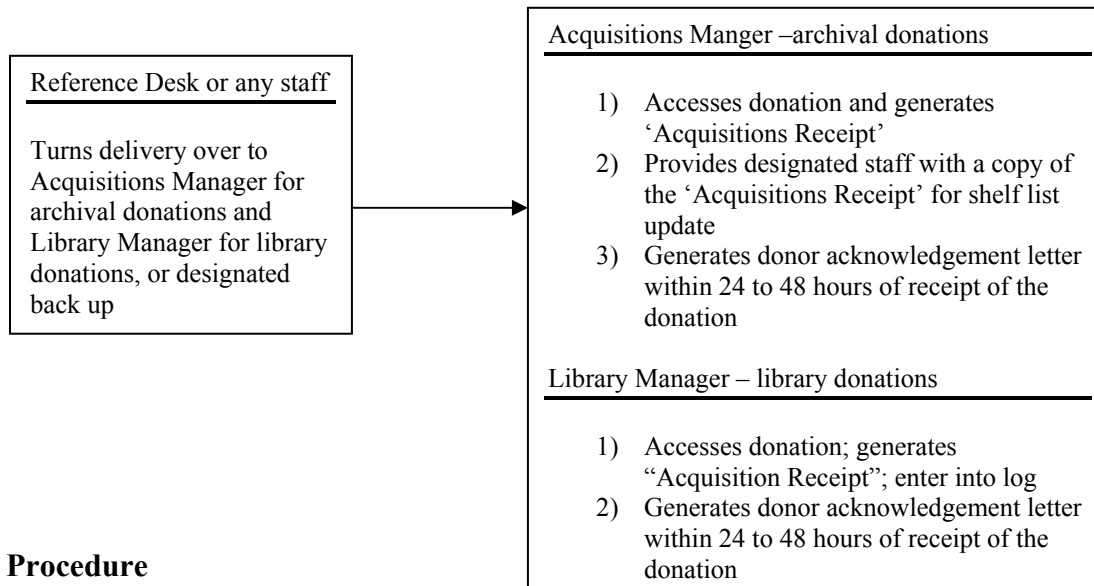 Reference Desk or any staff
Turns delivery over to
Acquisitions Manager for
archival donations and
Library Manager for library
donations, or designated
back up
Acquisitions Manger –archival donations
1) Accesses donation and generates
‘Acquisitions Receipt’
2) Provides designated staff with a copy of
the ‘Acquisitions Receipt’ for shelf list
update
3) Generates donor acknowledgement letter
within 24 to 48 hours of receipt of the
donation
Library Manager – library donations
1) Accesses donation; generates
“Acquisition Receipt”; enter into log
2) Generates donor acknowledgement letter
within 24 to 48 hours of receipt of the
donation
Procedure